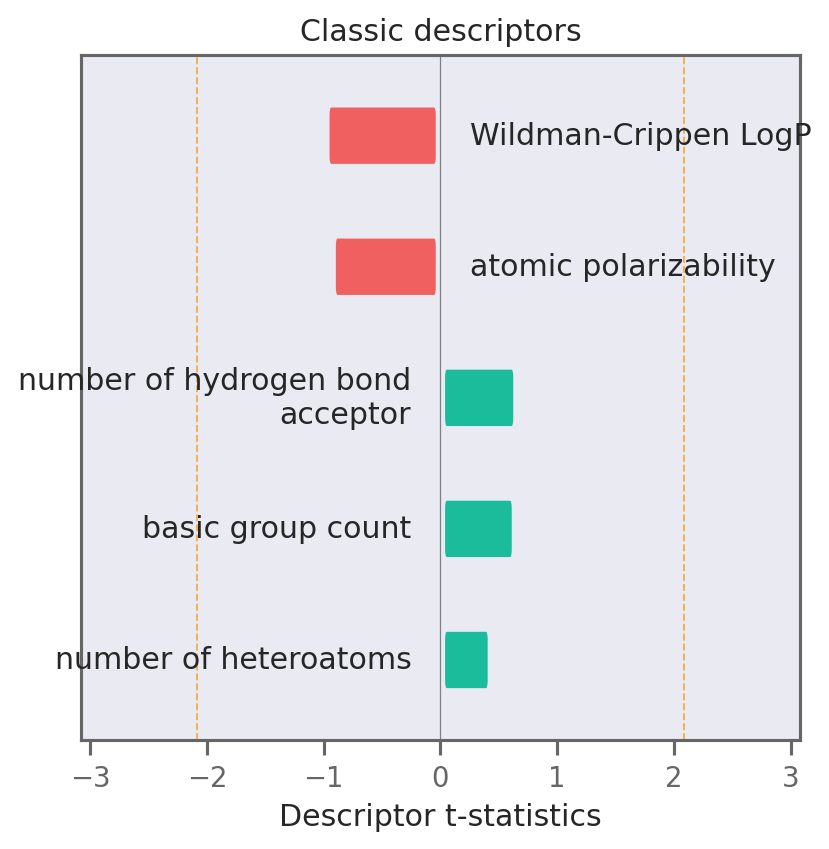 Classic descriptors
Wildman-Crippen LogP
atomic polarizability
number of hydrogen bond
acceptor
basic group count
number of heteroatoms
−3 −2 −1 0 1 2 3
Descriptor t-statistics